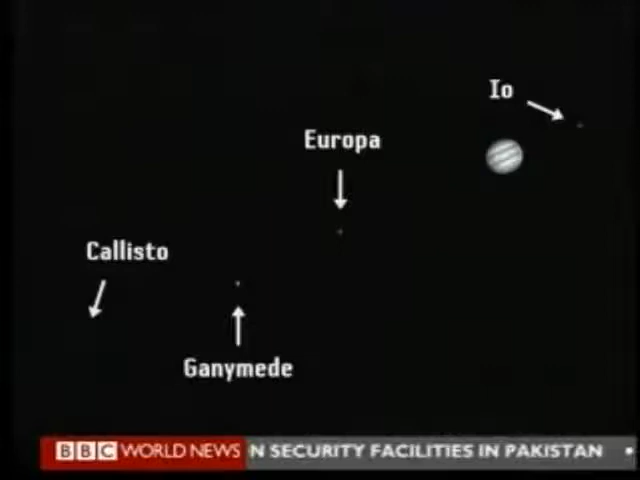 Io
Europa
Callisto
Ganymede
BBC WORLD NEWS N SECURITY FACILITIES IN PAKISTAN •